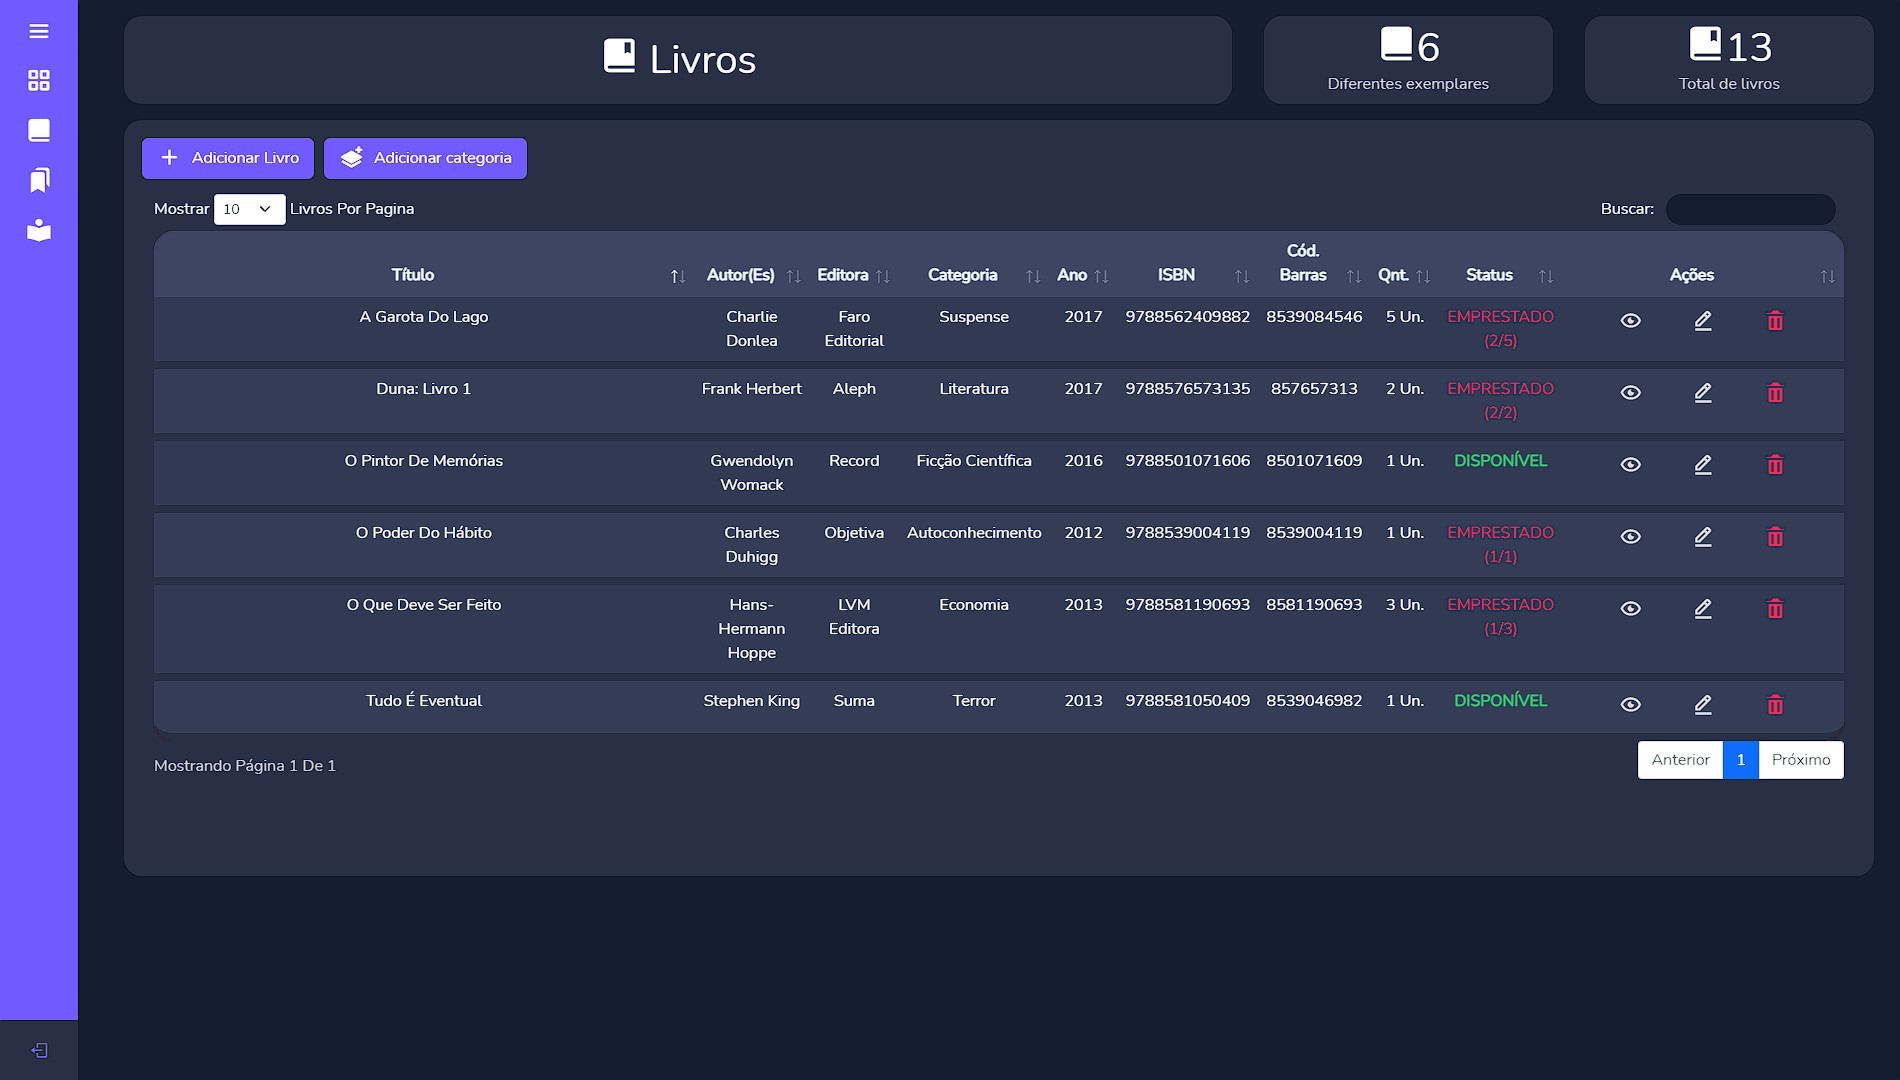 Livros
6
Diferentes exemplares
13
Total de livros
Adicionar Livro
Adicionar categoria
Mostrar 10 Livros Por Pagina
Buscar:
Título Autor(Es) Editora Categoria Ano ISBN Cód. Barras Qnt. Status Ações
A Garota Do Lago Charlie Donlea Faro Editorial Suspense 2017 9788562409882 8539084546 5 Un. EMPRESTADO (2/5)
Duna: Livro 1 Frank Herbert Aleph Literatura 2017 9788576573135 857657313 2 Un. EMPRESTADO (2/2)
O Pintor De Memórias Gwendolyn Womack Record Ficção Científica 2016 9788501071606 8501071609 1 Un. DISPONÍVEL
O Poder Do Hábito Charles Duhigg Objetiva Autoconhecimento 2012 9788539004119 8539004119 1 Un. EMPRESTADO (1/1)
O Que Deve Ser Feito Hans-Hermann Hoppe LVM Editora Economia 2013 9788581190693 8581190693 3 Un. EMPRESTADO (1/3)
Tudo É Eventual Stephen King Suma Terror 2013 9788581050409 8539046982 1 Un. DISPONÍVEL
Mostrando Página 1 De 1
Anterior 1 Próximo